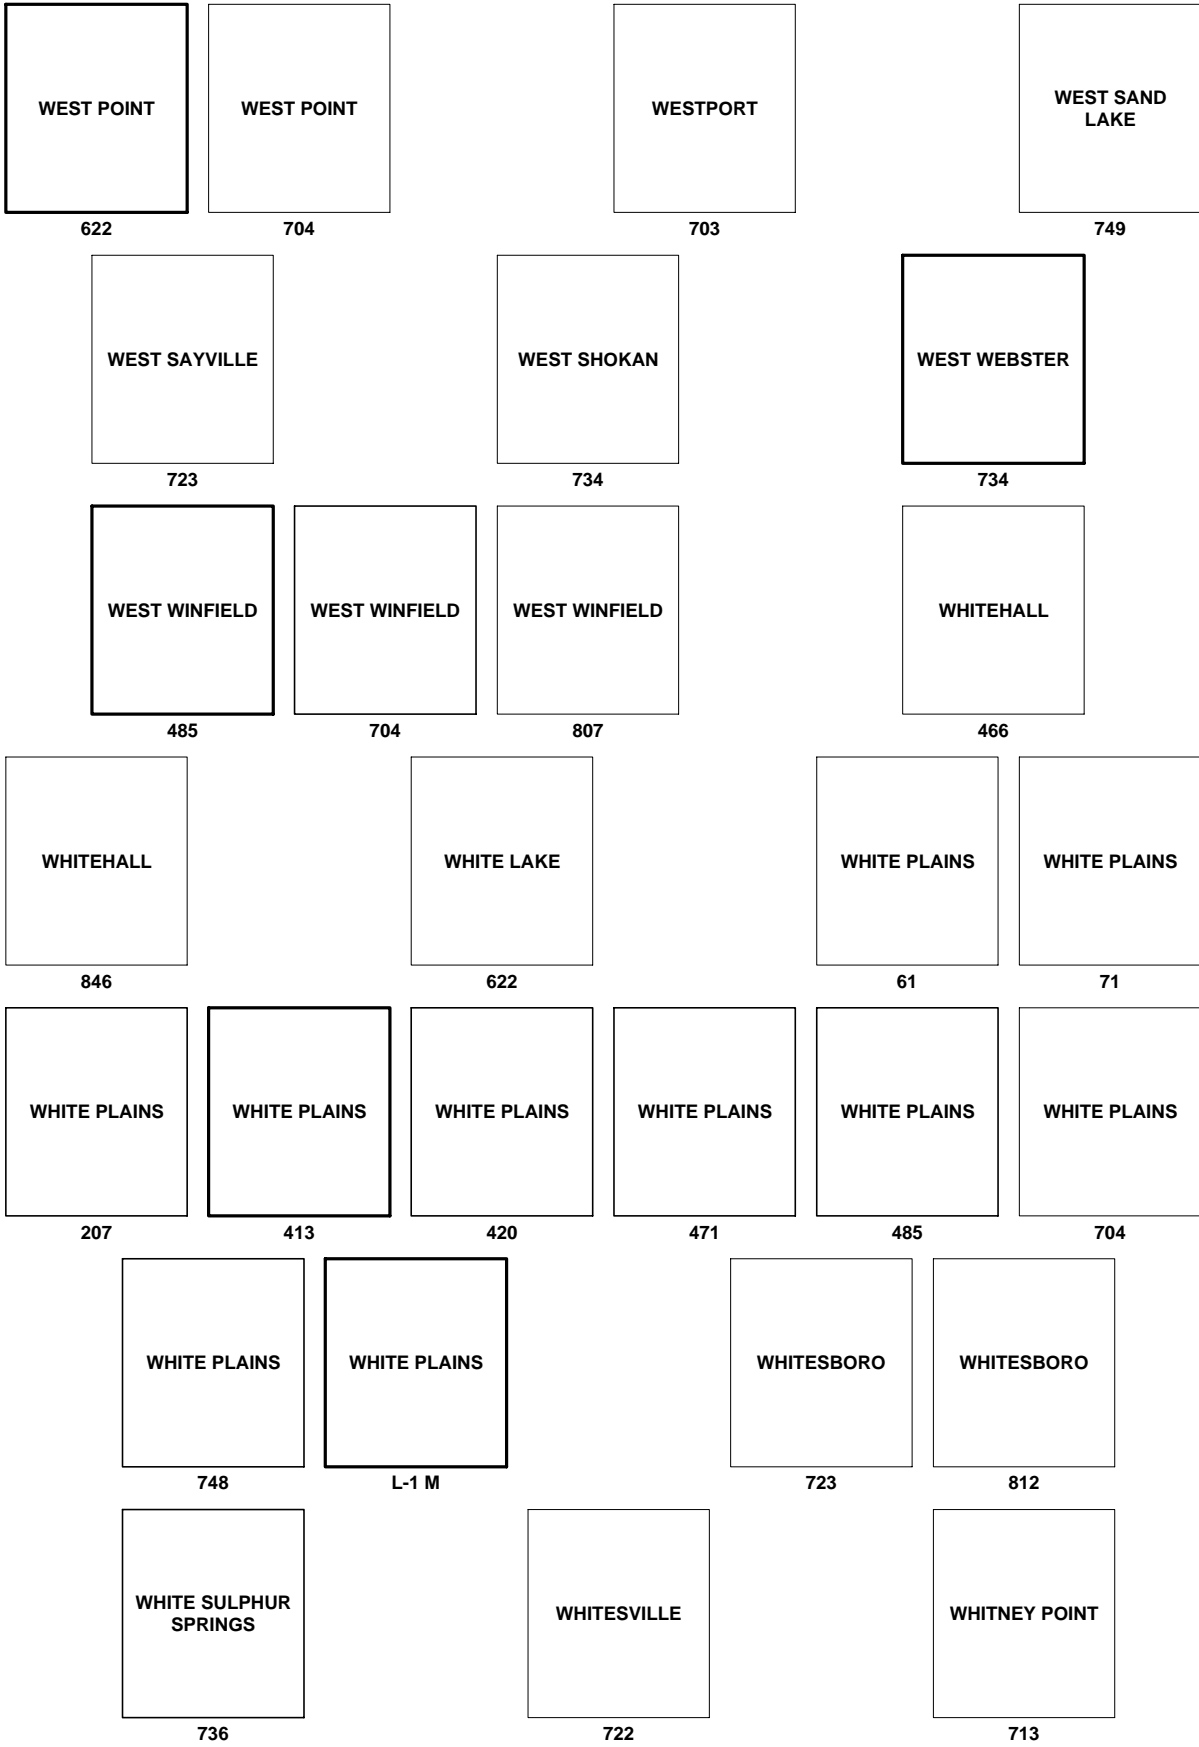 WEST POINT
622
WEST POINT
704
WESTPORT
703
WEST SAND
LAKE
749
WEST SAYVILLE
723
WEST SHOKAN
734
WEST WEBSTER
734
WEST WINFIELD
485
WEST WINFIELD
704
WEST WINFIELD
807
WHITEHALL
466
WHITEHALL
846
WHITE LAKE
622
WHITE PLAINS
61
WHITE PLAINS
71
WHITE PLAINS
207
WHITE PLAINS
413
WHITE PLAINS
420
WHITE PLAINS
471
WHITE PLAINS
485
WHITE PLAINS
704
WHITE PLAINS
748
WHITE PLAINS
L-1 M
WHITESBORO
723
WHITESBORO
812
WHITE SULPHUR
SPRINGS
736
WHITESVILLE
722
WHITNEY POINT
713